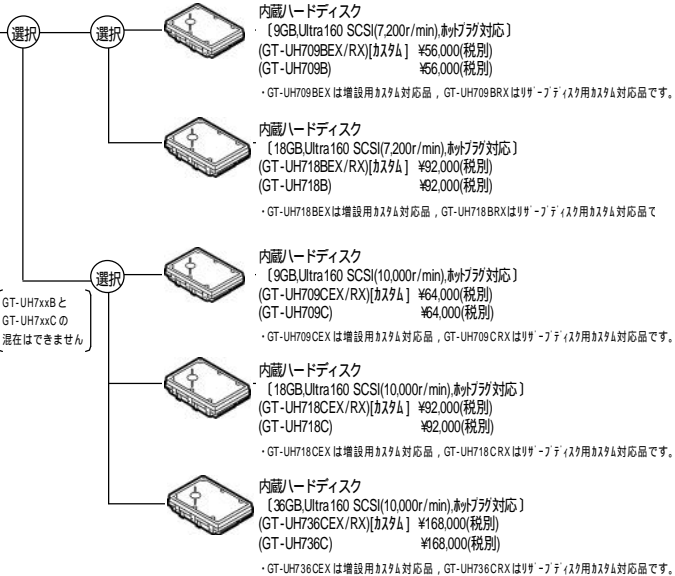 選択
選択
内蔵ハードディスク
〔9GB,Ultra160 SCSI(7,200r/min),ﾎｯﾄﾌﾟﾗｸﾞ対応〕
(GT-UH709BEX/RX)[ｶｽﾀﾑ] ¥56,000(税別)
(GT-UH709B) ¥56,000(税別)
・GT-UH709BEXは増設用ｶｽﾀﾑ対応品，GT-UH709BRXはﾘｻﾞｰﾌﾞﾃﾞｨｽｸ用ｶｽﾀﾑ対応品です。
内蔵ハードディスク
〔18GB,Ultra160 SCSI(7,200r/min),ﾎｯﾄﾌﾟﾗｸﾞ対応〕
(GT-UH718BEX/RX)[ｶｽﾀﾑ] ¥92,000(税別)
(GT-UH718B) ¥92,000(税別)
・GT-UH718BEXは増設用ｶｽﾀﾑ対応品，GT-UH718BRXはﾘｻﾞｰﾌﾞﾃﾞｨｽｸ用ｶｽﾀﾑ対応品で
選択
GT-UH7xxBと
GT-UH7xxCの
混在はできません
内蔵ハードディスク
〔9GB,Ultra160 SCSI(10,000r/min),ﾎｯﾄﾌﾟﾗｸﾞ対応〕
(GT-UH709CEX/RX)[ｶｽﾀﾑ] ¥64,000(税別)
(GT-UH709C) ¥64,000(税別)
・GT-UH709CEXは増設用ｶｽﾀﾑ対応品，GT-UH709CRXはﾘｻﾞｰﾌﾞﾃﾞｨｽｸ用ｶｽﾀﾑ対応品です。
内蔵ハードディスク
〔18GB,Ultra160 SCSI(10,000r/min),ﾎｯﾄﾌﾟﾗｸﾞ対応〕
(GT-UH718CEX/RX)[ｶｽﾀﾑ] ¥92,000(税別)
(GT-UH718C) ¥92,000(税別)
・GT-UH718CEXは増設用ｶｽﾀﾑ対応品，GT-UH718CRXはﾘｻﾞｰﾌﾞﾃﾞｨｽｸ用ｶｽﾀﾑ対応品です。
内蔵ハードディスク
〔36GB,Ultra160 SCSI(10,000r/min),ﾎｯﾄﾌﾟﾗｸﾞ対応〕
(GT-UH736CEX/RX)[ｶｽﾀﾑ] ¥168,000(税別)
(GT-UH736C) ¥168,000(税別)
・GT-UH736CEXは増設用ｶｽﾀﾑ対応品，GT-UH736CRXはﾘｻﾞｰﾌﾞﾃﾞｨｽｸ用ｶｽﾀﾑ対応品です。